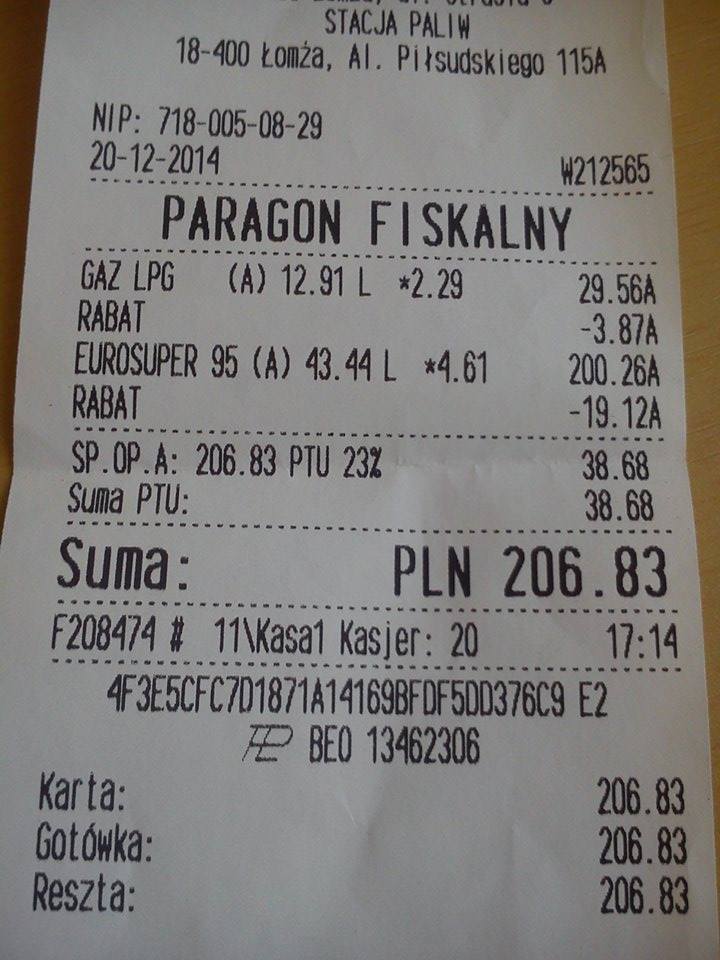 STACJA PALIW
18-400 Łomża, Al. Piłsudskiego 115A
NIP: 718-005-08-29
20-12-2014 W212565
PARAGON FISKALNY
GAZ LPG (A) 12.91 L *2.29 29.56A
RABAT -3.87A
EUROSUPER 95 (A) 43.44 L *4.61 200.26A
RABAT -19.12A
SP.OP.A: 206.83 PTU 23% 38.68
Suma PTU: 38.68
Suma: PLN 206.83
F208474 # 11\Kasa1 Kasjer: 20 17:14
4F3E5CFC7D1871A14169BFDF5DD376C9 E2
BEO 13462306
Karta: 206.83
Gotówka: 206.83
Reszta: 206.83